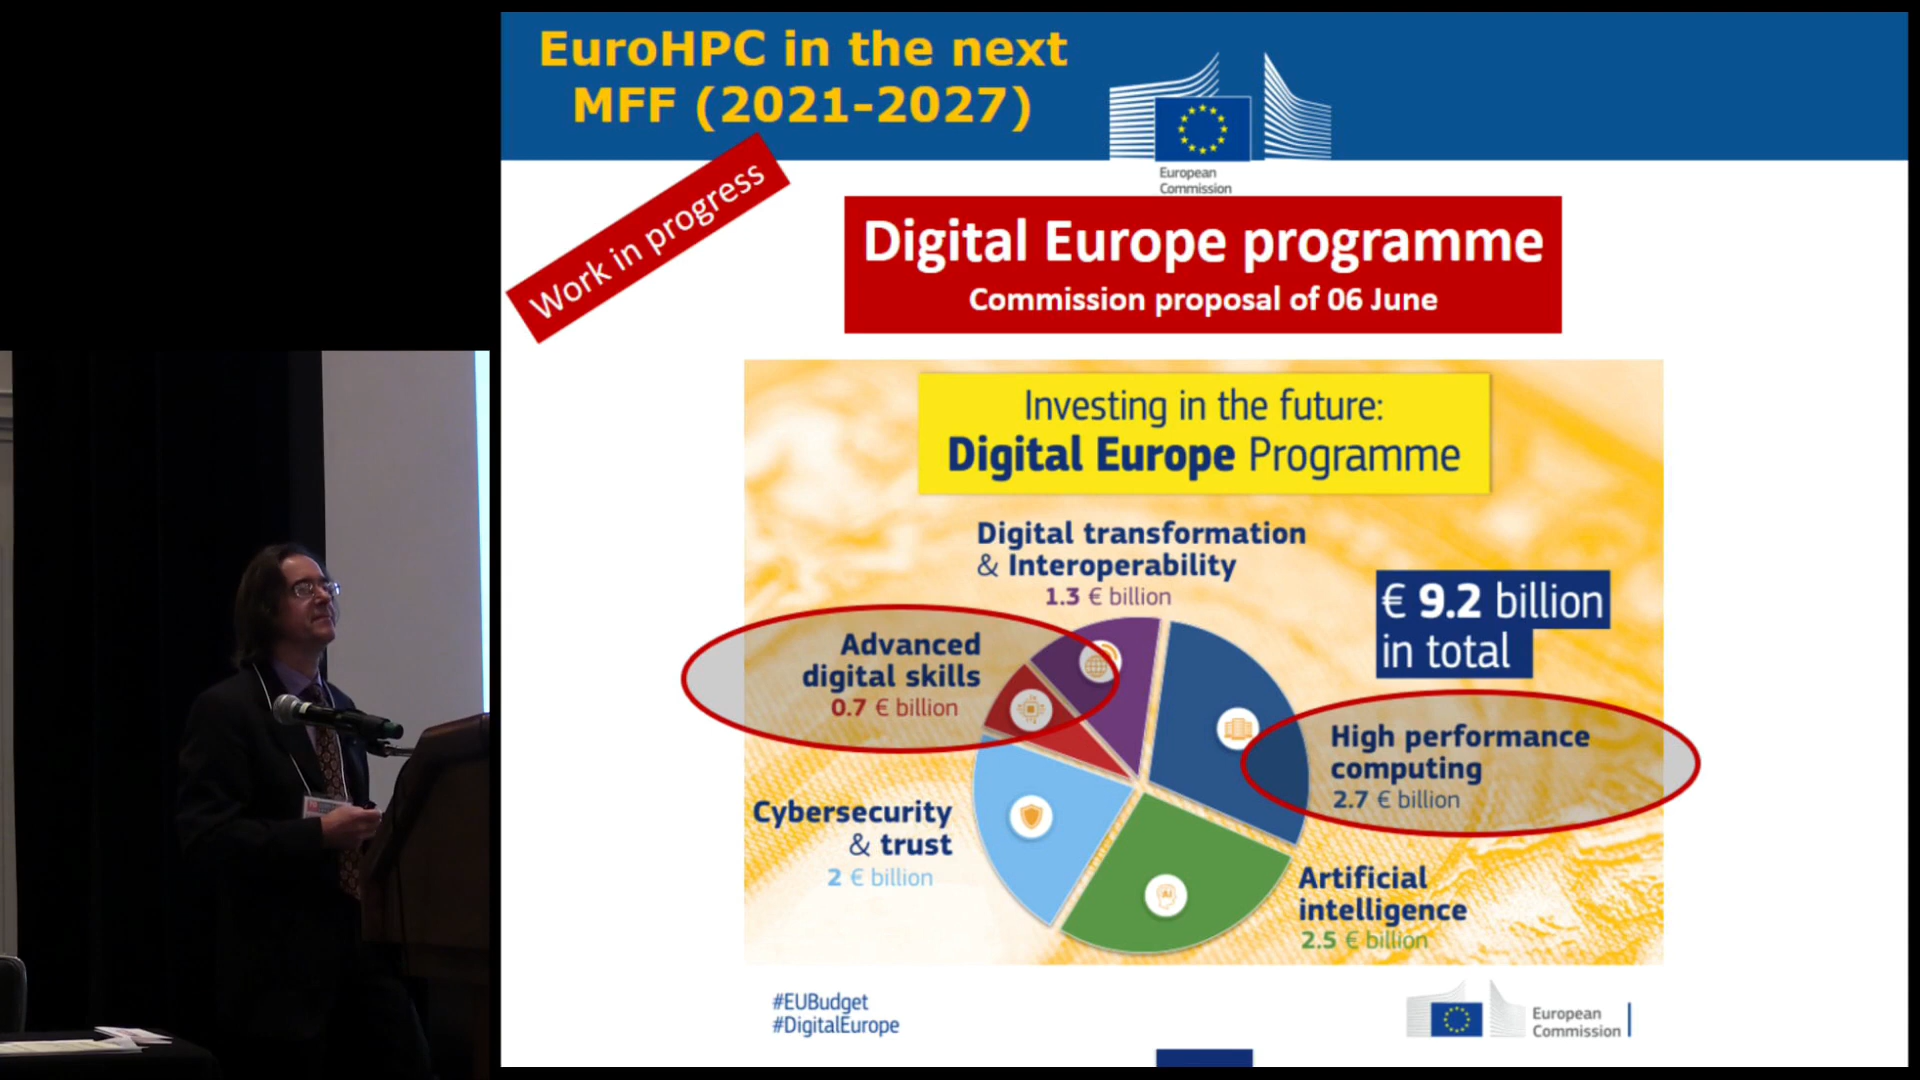 EuroHPC in the next
MFF (2021-2027)
European
Commission
Work in progress
Digital Europe programme
Commission proposal of 06 June
Investing in the future:
Digital Europe Programme
Digital transformation
& Interoperability
1.3 € billion
€ 9.2 billion
in total
Advanced
digital skills
0.7 € billion
High performance
computing
2.7 € billion
Cybersecurity
& trust
2 € billion
AI
Artificial
intelligence
2.5 € billion
#EUBudget
#DigitalEurope
European
Commission